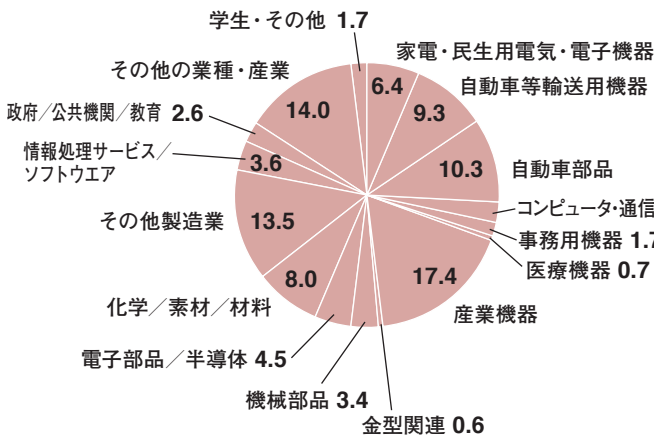 学生・その他 1.7
家電・民生用電気・電子機器
6.4
自動車等輸送用機器
9.3
自動車部品
10.3
コンピュータ・通信
事務用機器 1.7
医療機器 0.7
産業機器
17.4
金型関連 0.6
機械部品 3.4
電子部品／半導体 4.5
化学／素材／材料
8.0
その他製造業
13.5
情報処理サービス／
ソフトウエア
3.6
政府／公共機関／教育 2.6
その他の業種・産業
14.0